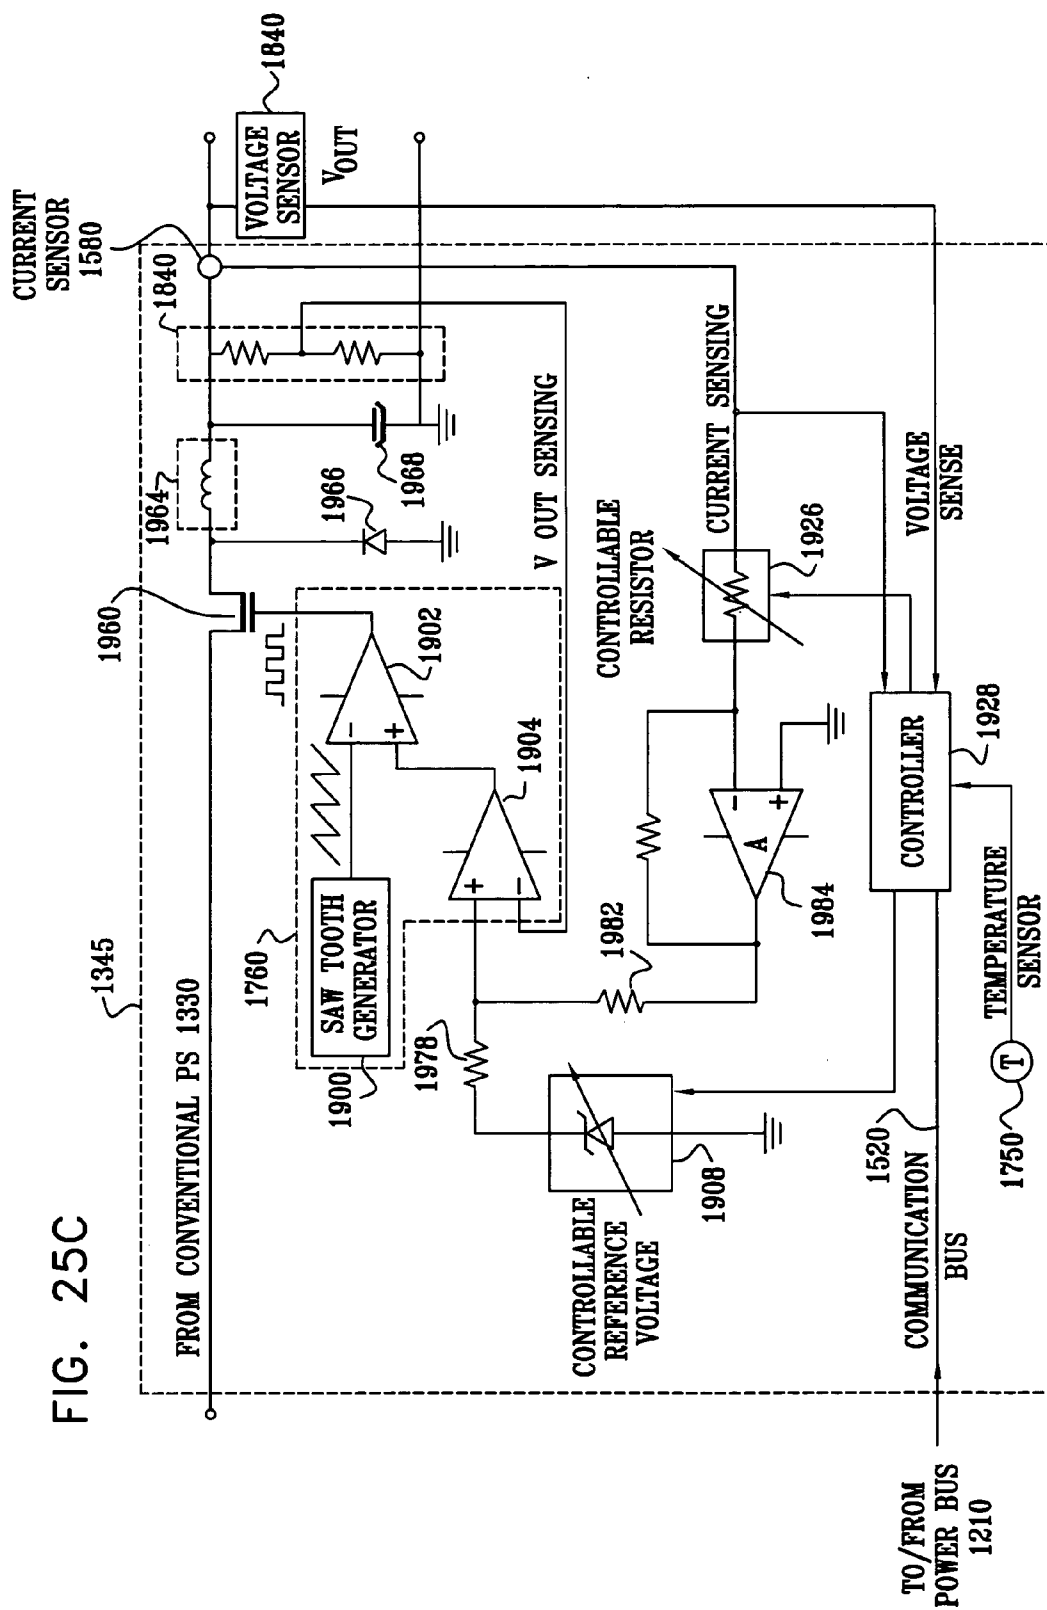 FIG. 25C
1345
FROM CONVENTIONAL PS 1330
1960
1964
1840
CURRENT
SENSOR
1580
VOLTAGE
SENSOR
1840
VOUT
1966
1968
1760
SAW TOOTH
GENERATOR
1900
-
+
1902
+
-
1904
V OUT SENSING
1978
1982
CONTROLLABLE
REFERENCE
VOLTAGE
1908
CONTROLLABLE
RESISTOR
1926
CURRENT SENSING
-
+
A
1984
VOLTAGE
SENSE
CONTROLLER
1928
TO/FROM
POWER BUS
1210
COMMUNICATION
BUS
1520
TEMPERATURE
SENSOR
T
1750